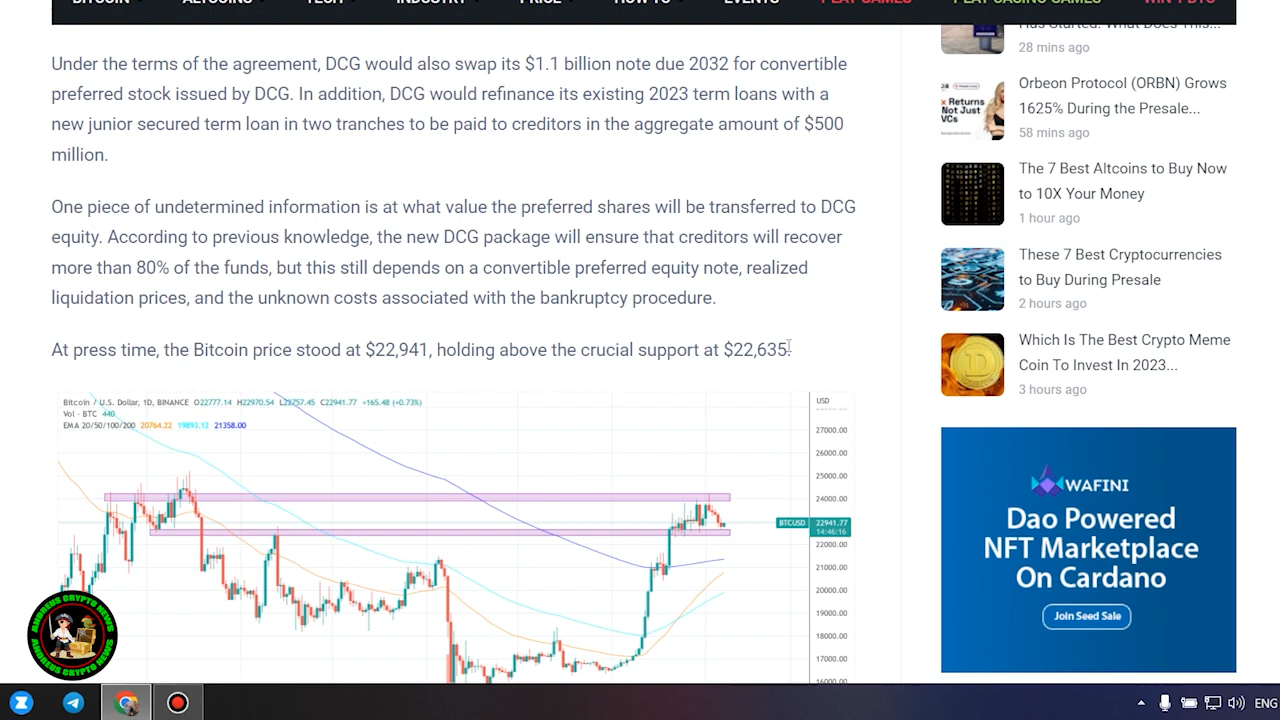 BITCOIN ALTCOINS TECH INDUSTRY PRICE HOW TO EVENTS PLAY GAMES PLAY CASINO GAMES WIN 1 BTC
Under the terms of the agreement, DCG would also swap its $1.1 billion note due 2032 for convertible
preferred stock issued by DCG. In addition, DCG would refinance its existing 2023 term loans with a
new junior secured term loan in two tranches to be paid to creditors in the aggregate amount of $500
million.
One piece of undetermined information is at what value the preferred shares will be transferred to DCG
equity. According to previous knowledge, the new DCG package will ensure that creditors will recover
more than 80% of the funds, but this still depends on a convertible preferred equity note, realized
liquidation prices, and the unknown costs associated with the bankruptcy procedure.
At press time, the Bitcoin price stood at $22,941, holding above the crucial support at $22,635.
Bitcoin / U.S. Dollar, 1D, BINANCE O22777.14 H22970.54 L22757.45 C22941.77 +165.48 (+0.73%)
Vol · BTC 440
EMA 20/50/100/200 20764.22 19893.12 21358.00
USD
27000.00
26000.00
25000.00
24000.00
BTCUSD 22941.77
14:46:16
22000.00
21000.00
20000.00
19000.00
18000.00
17000.00
16000.00
Has Started: What Does This...
28 mins ago
x Returns
Not Just
VCs
Orbeon Protocol (ORBN) Grows
1625% During the Presale...
58 mins ago
The 7 Best Altcoins to Buy Now
to 10X Your Money
1 hour ago
These 7 Best Cryptocurrencies
to Buy During Presale
2 hours ago
Which Is The Best Crypto Meme
Coin To Invest In 2023...
3 hours ago
WAFINI
Dao Powered
NFT Marketplace
On Cardano
Join Seed Sale
ANDREUS CRYPTO NEWS
ANDREUS CRYPTO NEWS
ENG